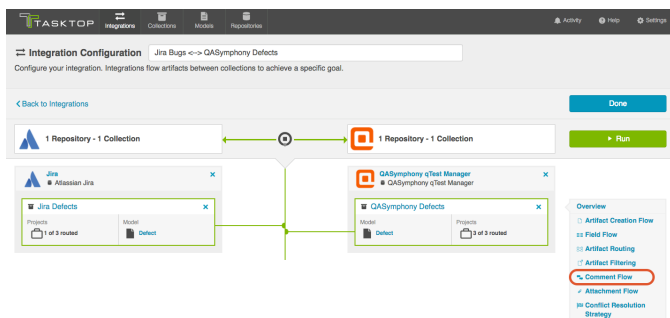 TASKTOP
Integrations
Collections
Models
Repositories
Activity
Help
Settings
Integration Configuration
Jira Bugs <--> QASymphony Defects
Configure your integration. Integrations flow artifacts between collections to achieve a specific goal.
Back to Integrations
Done
1 Repository - 1 Collection
1 Repository - 1 Collection
Run
Jira
Atlassian Jira
QASymphony qTest Manager
QASymphony qTest Manager
Jira Defects
QASymphony Defects
Projects
Model
Model
Projects
1 of 3 routed
Defect
Defect
3 of 3 routed
Overview
Artifact Creation Flow
Field Flow
Artifact Routing
Artifact Filtering
Comment Flow
Attachment Flow
Conflict Resolution
Strategy